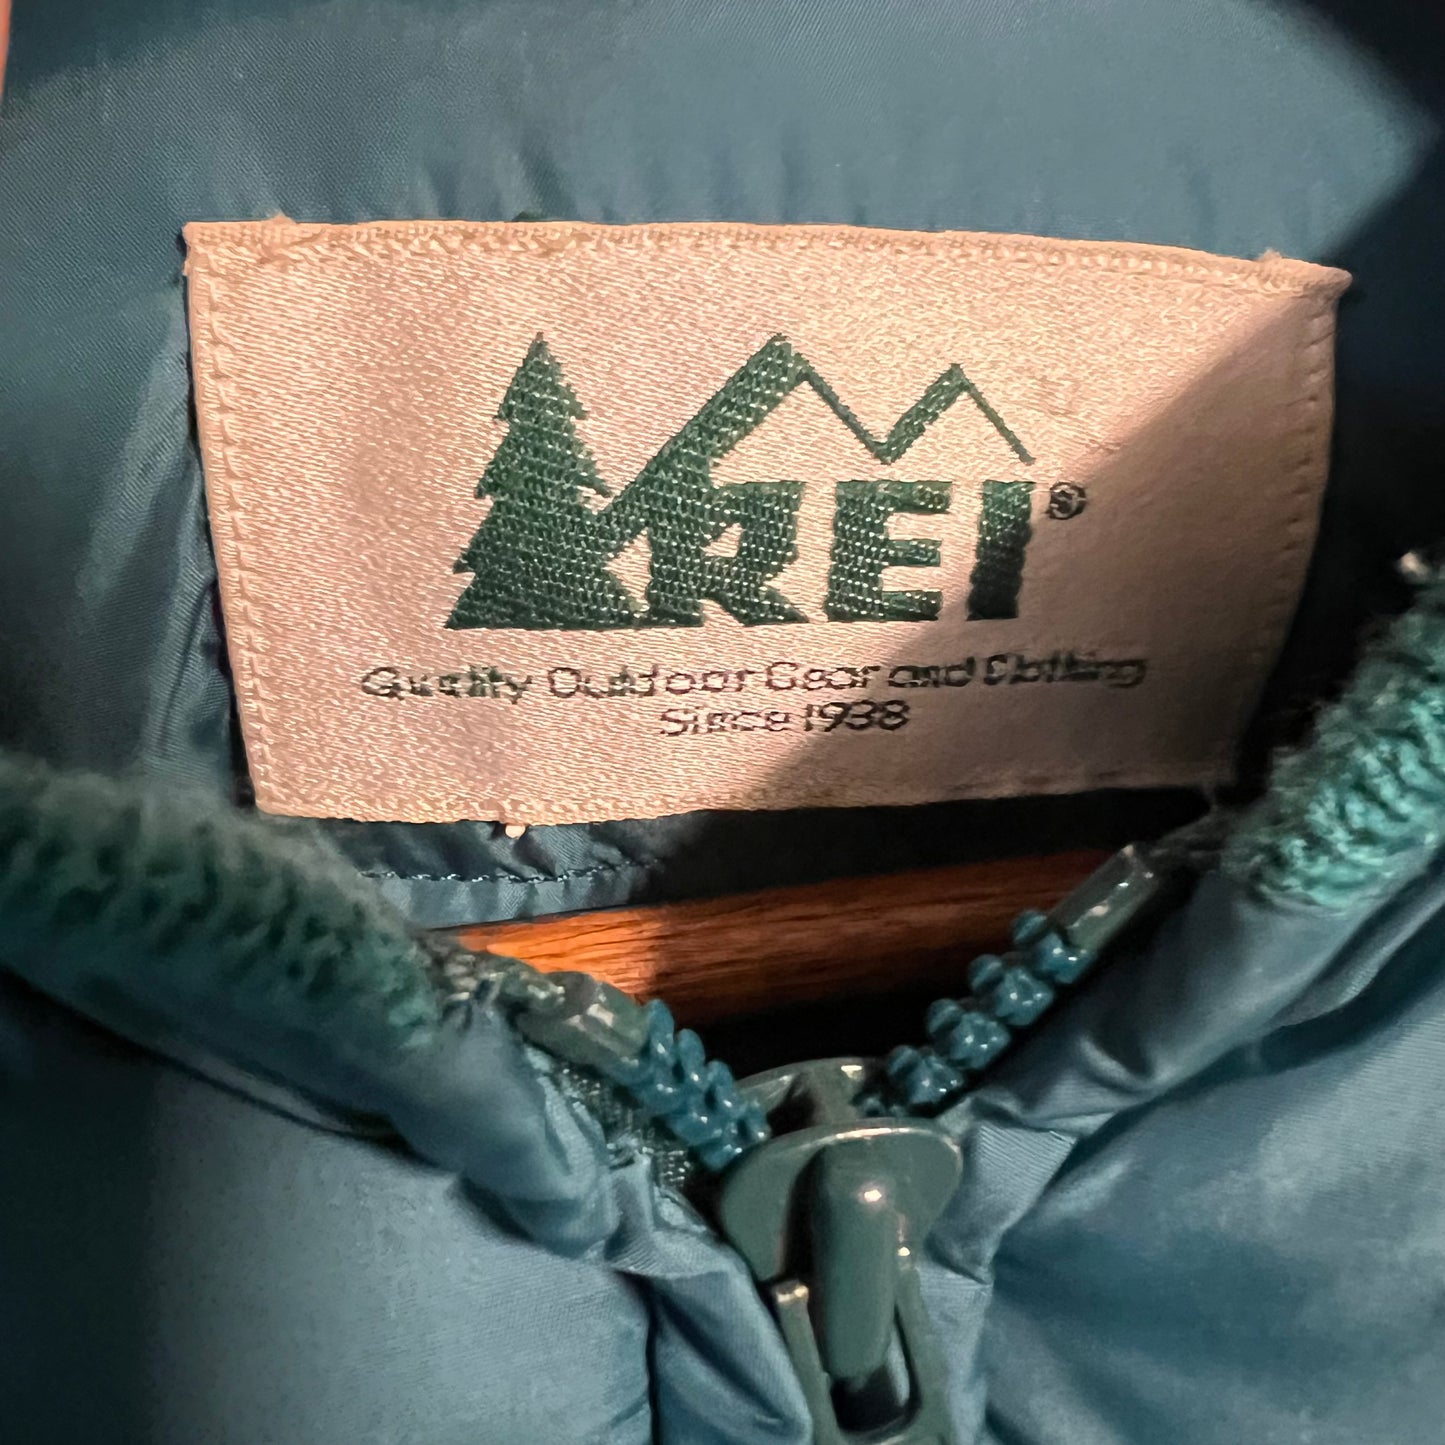 REI®
Quality Outdoor Gear and Clothing
Since 1938